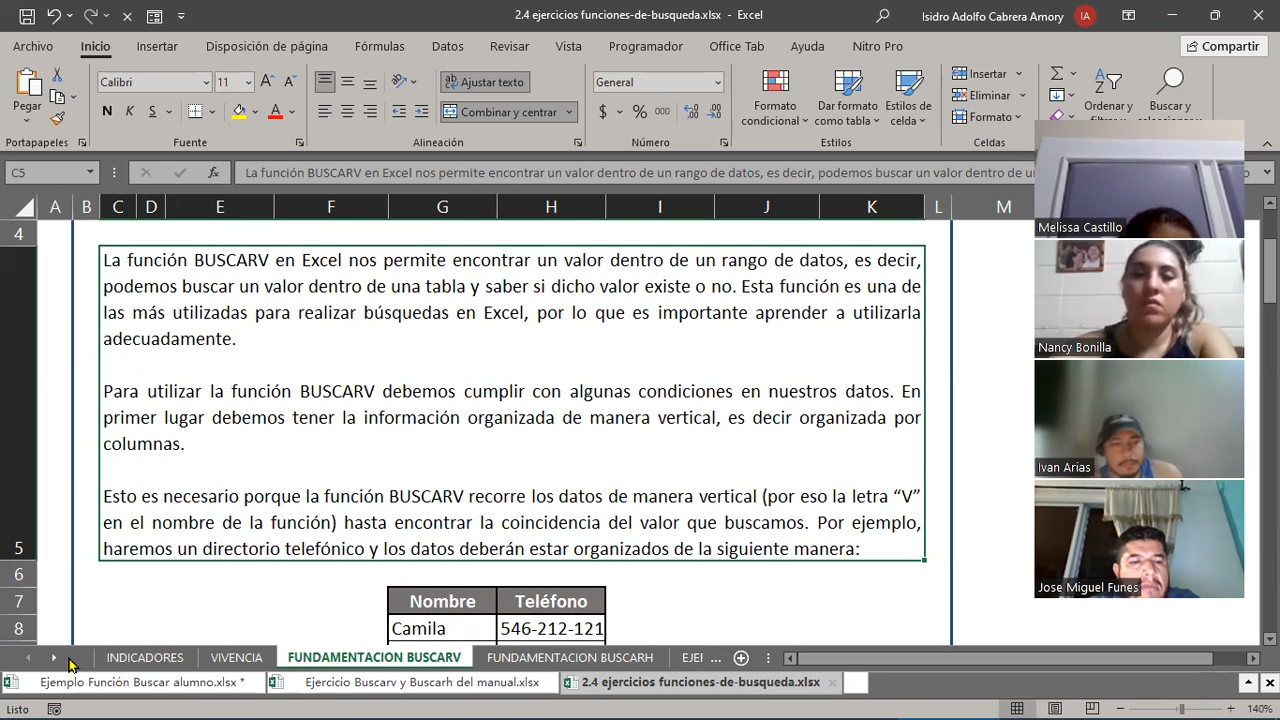 2.4 ejercicios funciones-de-busqueda.xlsx - Excel
Isidro Adolfo Cabrera Amory
IA
Archivo Inicio Insertar Disposición de página Fórmulas Datos Revisar Vista Programador Office Tab Ayuda Nitro Pro Compartir
Pegar
Calibri 11
N K S
Ajustar texto
Combinar y centrar
General
$ % 000
Formato condicional
Dar formato como tabla
Estilos de celda
Insertar
Eliminar
Formato
Ordenar y filtrar
Buscar y seleccionar
Portapapeles Fuente Alineación Número Estilos Celdas
C5
La función BUSCARV en Excel nos permite encontrar un valor dentro de un rango de datos, es decir, podemos buscar un valor dentro de un
A B C D E F G H I J K L M
4
La función BUSCARV en Excel nos permite encontrar un valor dentro de un rango de datos, es decir,
podemos buscar un valor dentro de una tabla y saber si dicho valor existe o no. Esta función es una de
las más utilizadas para realizar búsquedas en Excel, por lo que es importante aprender a utilizarla
adecuadamente.
Para utilizar la función BUSCARV debemos cumplir con algunas condiciones en nuestros datos. En
primer lugar debemos tener la información organizada de manera vertical, es decir organizada por
columnas.
Esto es necesario porque la función BUSCARV recorre los datos de manera vertical (por eso la letra “V”
en el nombre de la función) hasta encontrar la coincidencia del valor que buscamos. Por ejemplo,
haremos un directorio telefónico y los datos deberán estar organizados de la siguiente manera:
5
6
7 Nombre Teléfono
8 Camila 546-212-121
Melissa Castillo
Nancy Bonilla
Ivan Arias
Jose Miguel Funes
INDICADORES VIVENCIA FUNDAMENTACION BUSCARV FUNDAMENTACION BUSCARH EJER ...
Ejemplo Función Buscar alumno.xlsx * Ejercicio Buscarv y Buscarh del manual.xlsx 2.4 ejercicios funciones-de-busqueda.xlsx
Listo 140%